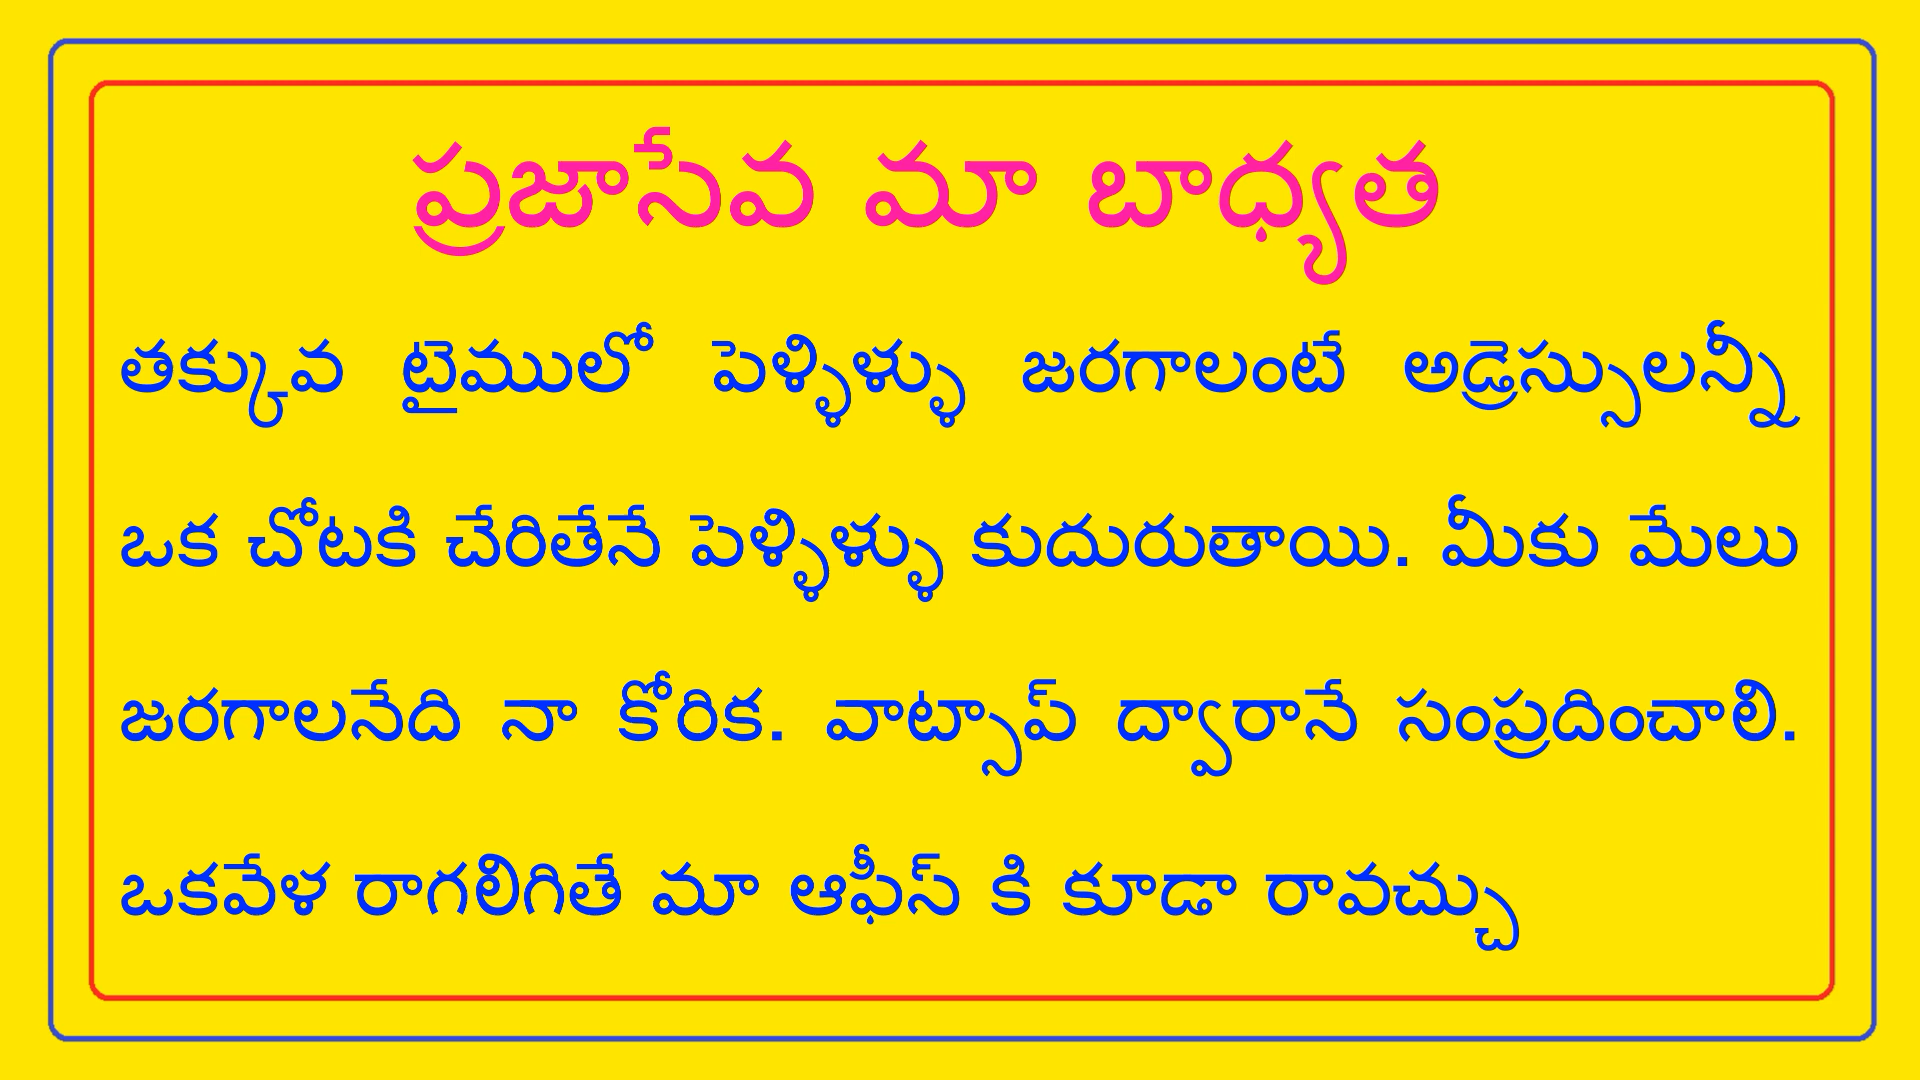 ప్రజాసేవ మా బాధ్యత
తక్కువ టైములో పెళ్ళిళ్ళు జరగాలంటే అడ్రెస్సులన్నీ
ఒక చోటకి చేరితేనే పెళ్ళిళ్ళు కుదురుతాయి. మీకు మేలు
జరగాలనేది నా కోరిక. వాట్సాప్ ద్వారానే సంప్రదించాలి.
ఒకవేళ రాగలిగితే మా ఆఫీస్ కి కూడా రావచ్చు